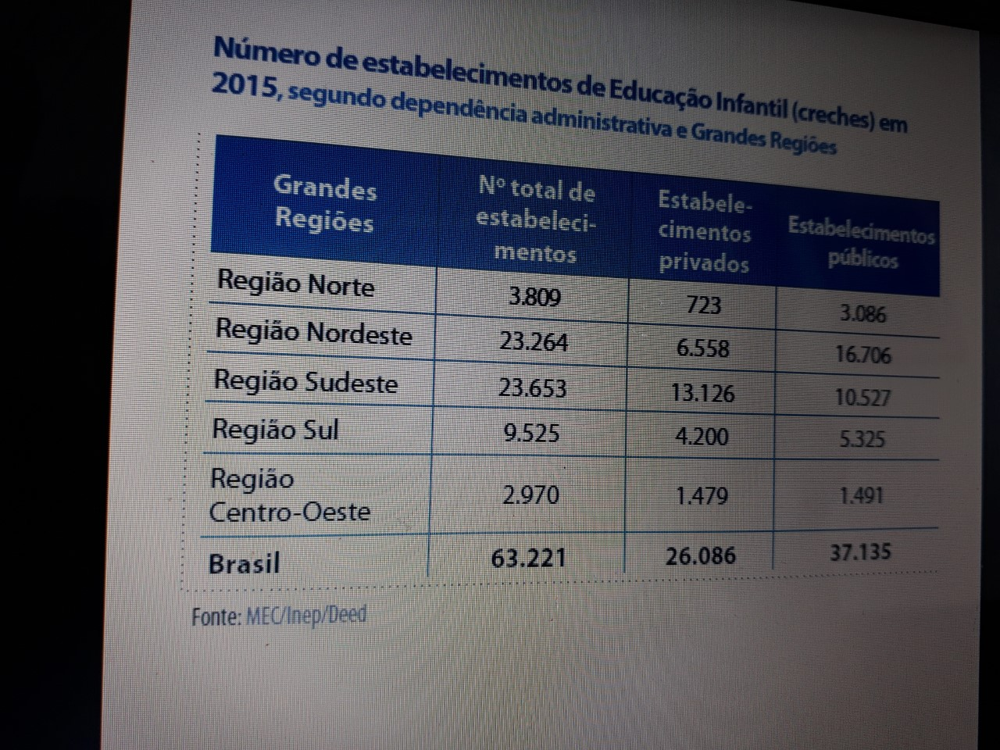 Número de estabelecimentos de Educação Infantil (creches) em
2015, segundo dependência administrativa e Grandes Regiões
Grandes Regiões Nº total de estabeleci-mentos Estabele-cimentos privados Estabelecimentos públicos
Região Norte 3.809 723 3.086
Região Nordeste 23.264 6.558 16.706
Região Sudeste 23.653 13.126 10.527
Região Sul 9.525 4.200 5.325
Região Centro-Oeste 2.970 1.479 1.491
Brasil 63.221 26.086 37.135
Fonte: MEC/Inep/Deed